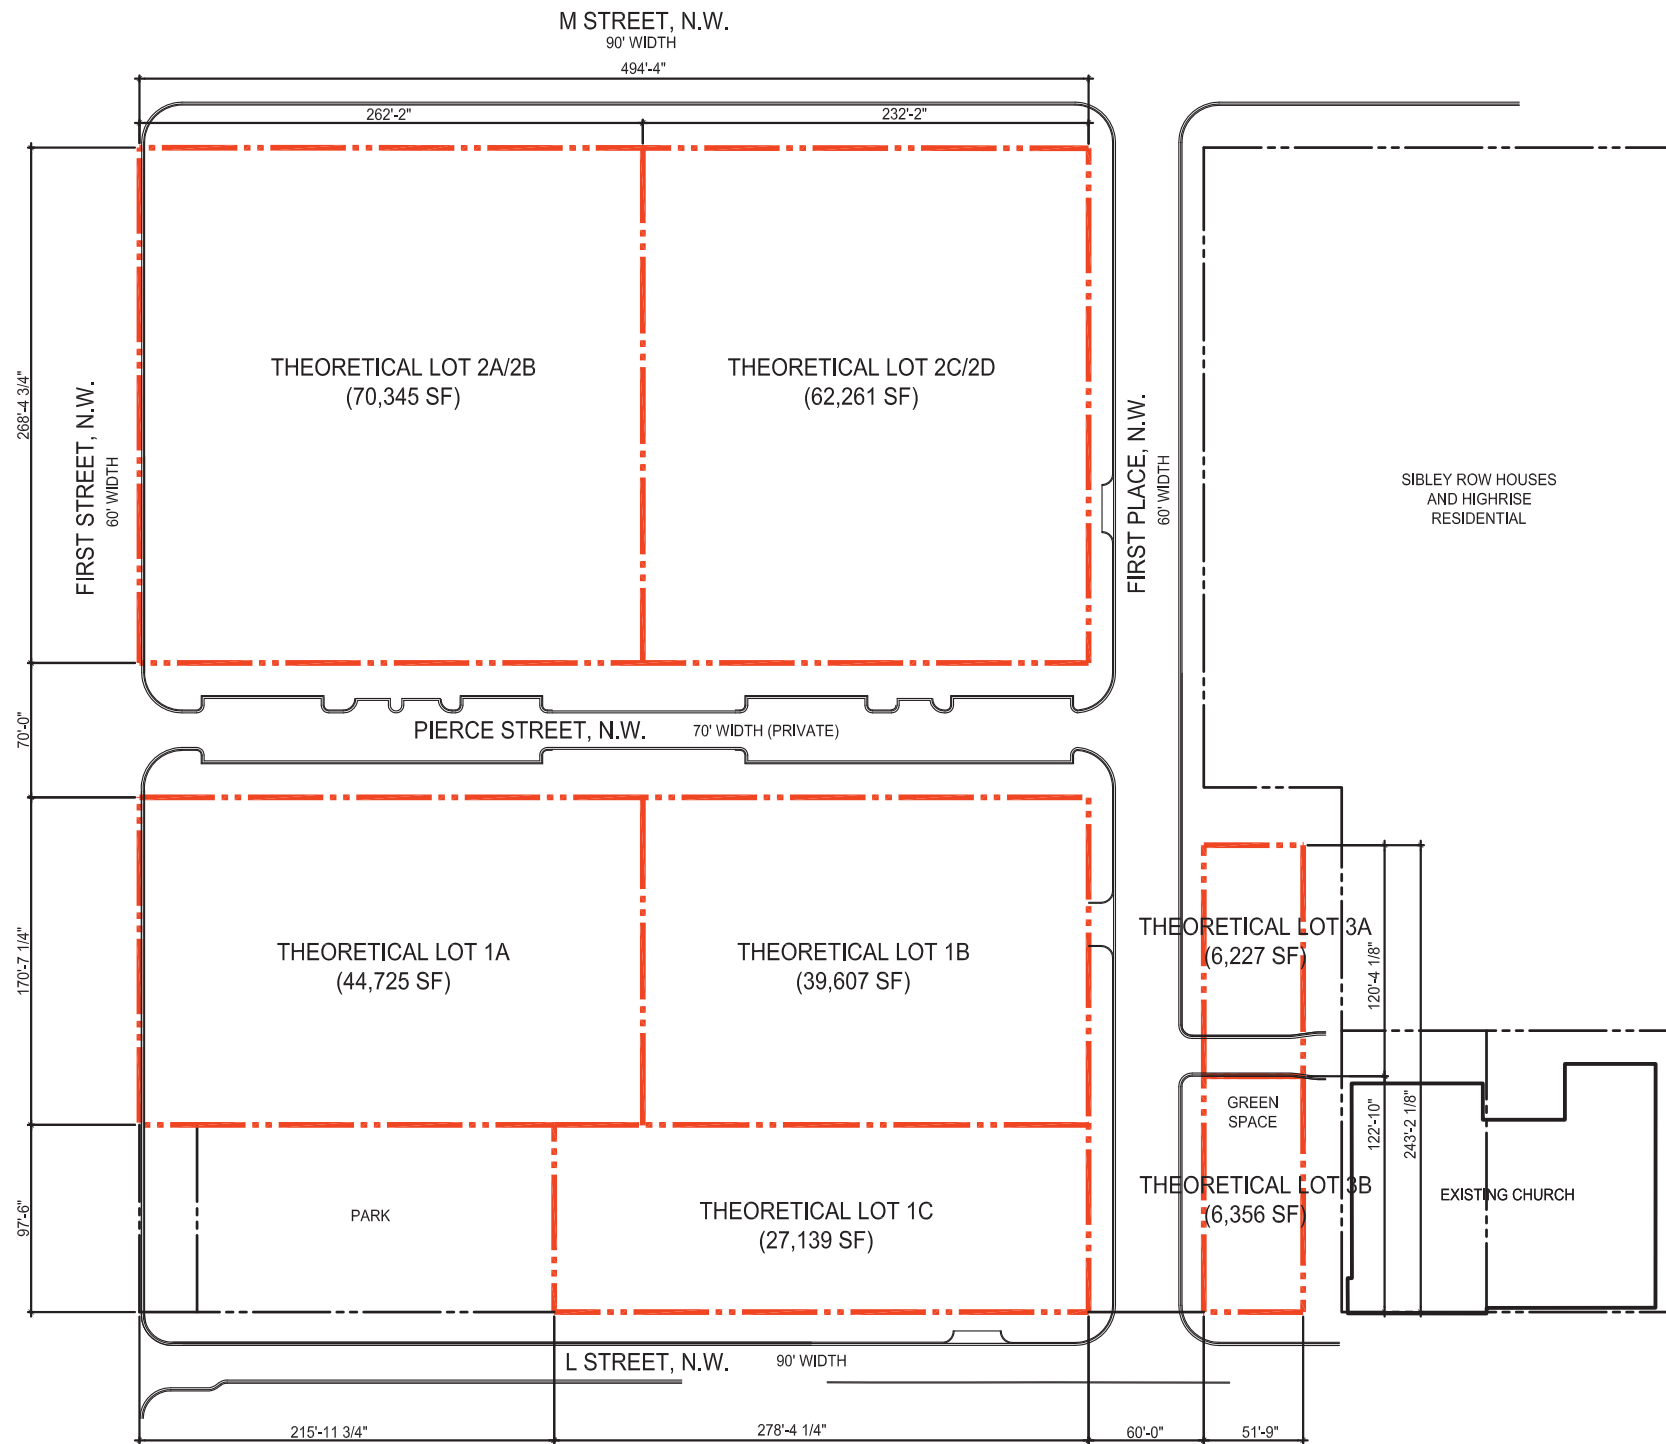 M STREET, N.W.
90' WIDTH
494'-4"
262'-2"
232'-2"
THEORETICAL LOT 2A/2B
(70,345 SF)
THEORETICAL LOT 2C/2D
(62,261 SF)
268'-4 3/4"
FIRST STREET, N.W.
60' WIDTH
FIRST PLACE, N.W.
60' WIDTH
SIBLEY ROW HOUSES
AND HIGHRISE
RESIDENTIAL
70'-0"
PIERCE STREET, N.W.
70' WIDTH (PRIVATE)
170'-7 1/4"
THEORETICAL LOT 1A
(44,725 SF)
THEORETICAL LOT 1B
(39,607 SF)
THEORETICAL LOT 3A
(6,227 SF)
120'-4 1/8"
GREEN
SPACE
122'-10"
243'-2 1/8"
97'-6"
PARK
THEORETICAL LOT 1C
(27,139 SF)
THEORETICAL LOT 3B
(6,356 SF)
EXISTING CHURCH
L STREET, N.W.
90' WIDTH
215'-11 3/4"
278'-4 1/4"
60'-0"
51'-9"